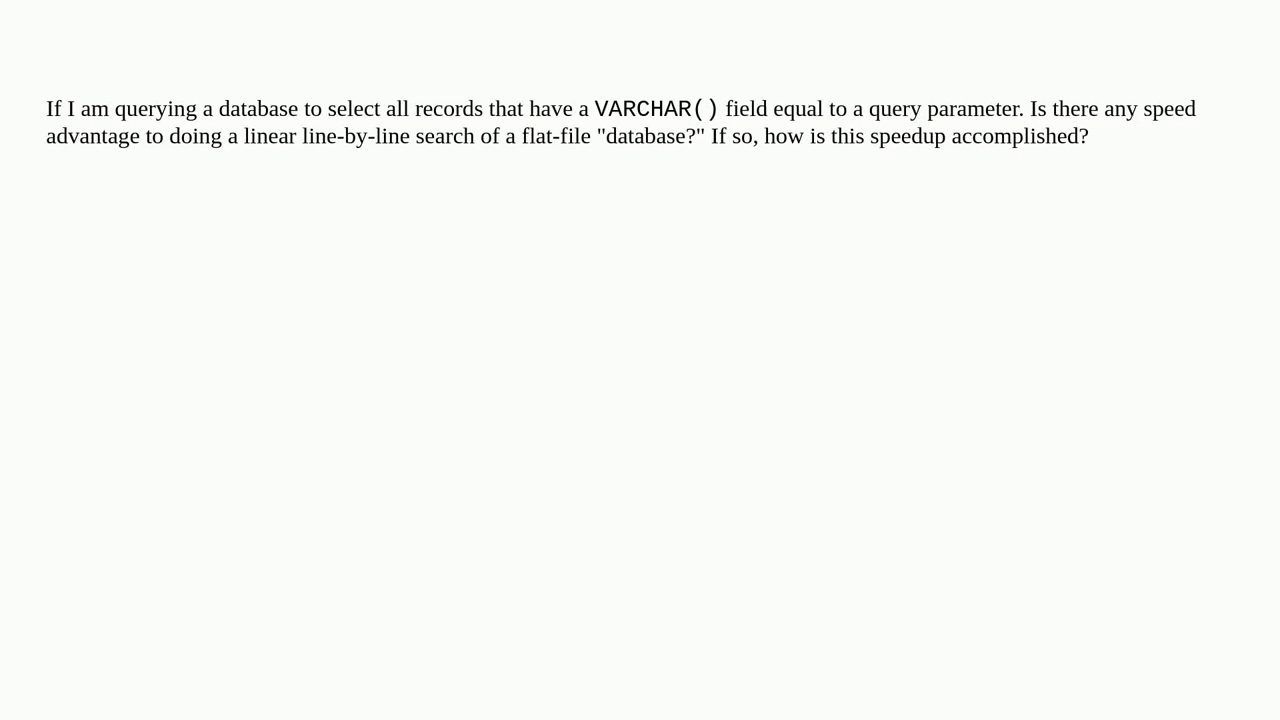 If I am querying a database to select all records that have a VARCHAR() field equal to a query parameter. Is there any speed
advantage to doing a linear line-by-line search of a flat-file "database?" If so, how is this speedup accomplished?